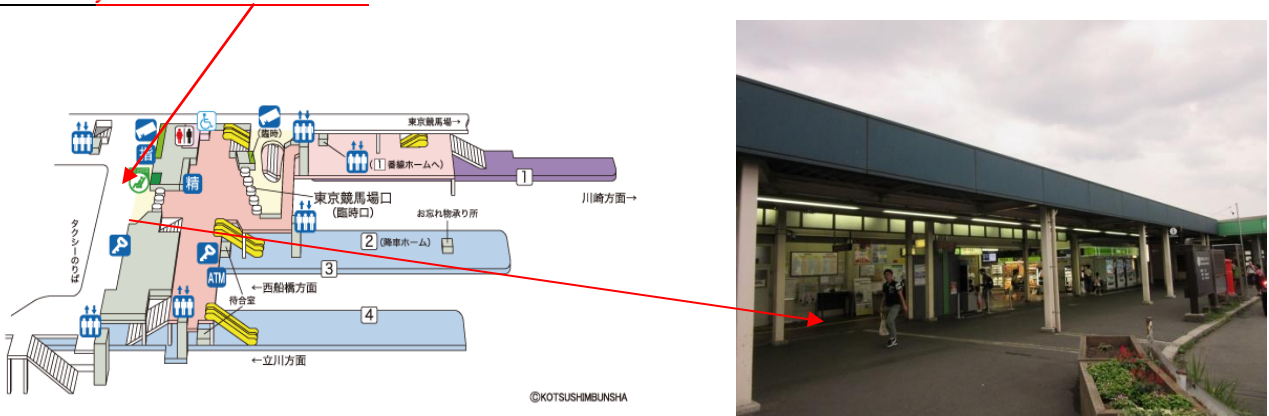 東京競馬場→
(臨時)
(1番線ホームへ)
指
精
1
東京競馬場口
(臨時口)
川崎方面→
お忘れ物承り所
タクシーのりば
2 (降車ホーム)
3
ATM
←西船橋方面
待合室
4
←立川方面
©KOTSUSHIMBUNSHA